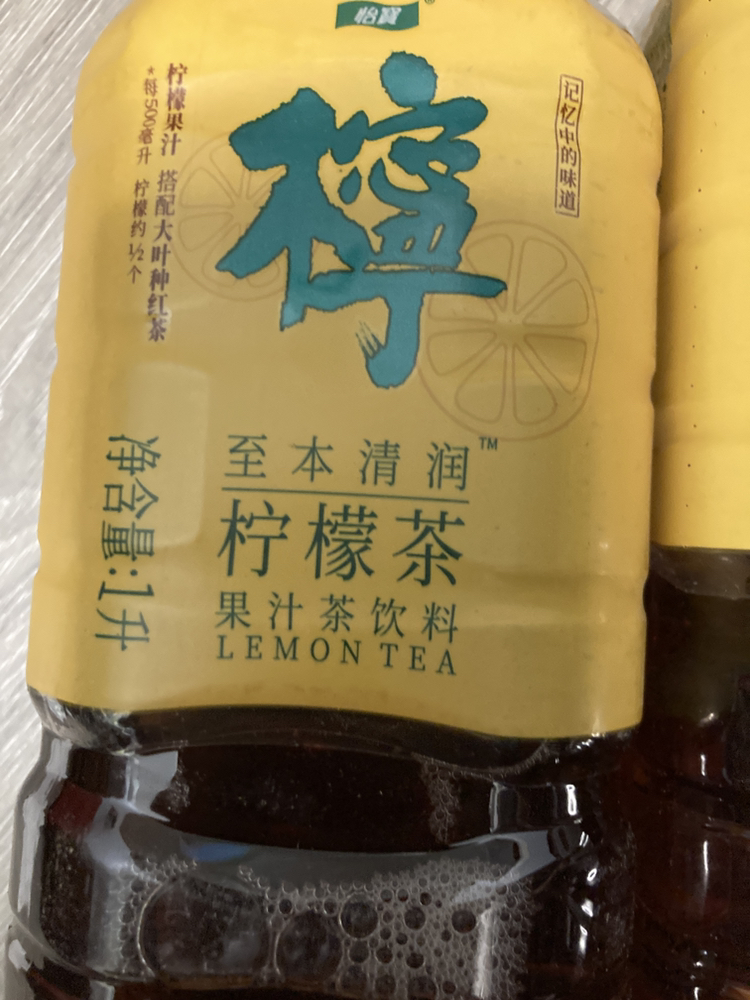 怡寶
檸
柠檬果汁 搭配大叶种红茶
*每500毫升 柠檬约½个
记忆中的味道
至本清润™
柠檬茶
果汁茶饮料
LEMON TEA
净含量:1升